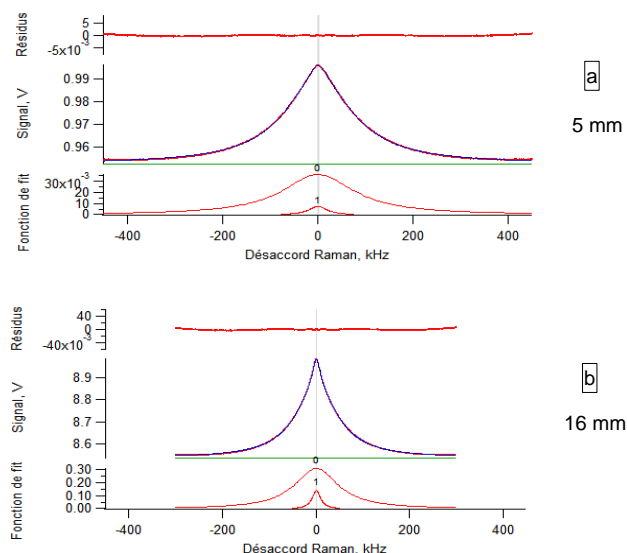 Résidus
5
0
-5x10-3
Signal, V
0.99
0.98
0.97
0.96
a
5 mm
Fonction de fit
30x10-3
20
10
0
0
1
-400
-200
0
200
400
Désaccord Raman, kHz
Résidus
40
0
-40x10-3
Signal, V
8.9
8.8
8.7
8.6
b
16 mm
Fonction de fit
0.30
0.20
0.10
0.00
0
1
-400
-200
0
200
400
Désaccord Raman, kHz